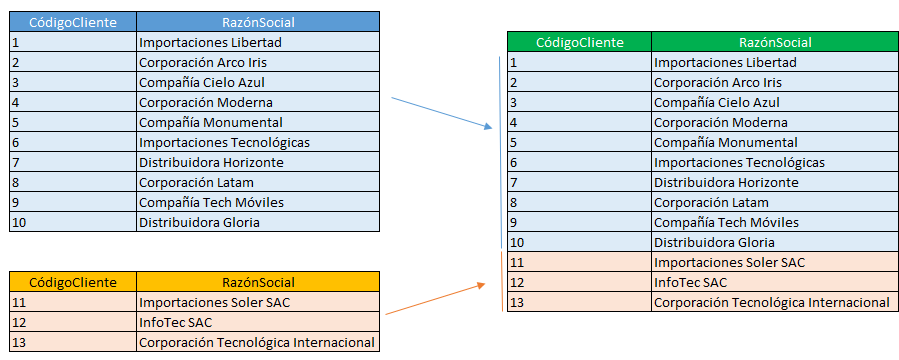 CódigoCliente RazónSocial
1 Importaciones Libertad
2 Corporación Arco Iris
3 Compañía Cielo Azul
4 Corporación Moderna
5 Compañía Monumental
6 Importaciones Tecnológicas
7 Distribuidora Horizonte
8 Corporación Latam
9 Compañía Tech Móviles
10 Distribuidora Gloria
CódigoCliente RazónSocial
11 Importaciones Soler SAC
12 InfoTec SAC
13 Corporación Tecnológica Internacional
CódigoCliente RazónSocial
1 Importaciones Libertad
2 Corporación Arco Iris
3 Compañía Cielo Azul
4 Corporación Moderna
5 Compañía Monumental
6 Importaciones Tecnológicas
7 Distribuidora Horizonte
8 Corporación Latam
9 Compañía Tech Móviles
10 Distribuidora Gloria
11 Importaciones Soler SAC
12 InfoTec SAC
13 Corporación Tecnológica Internacional